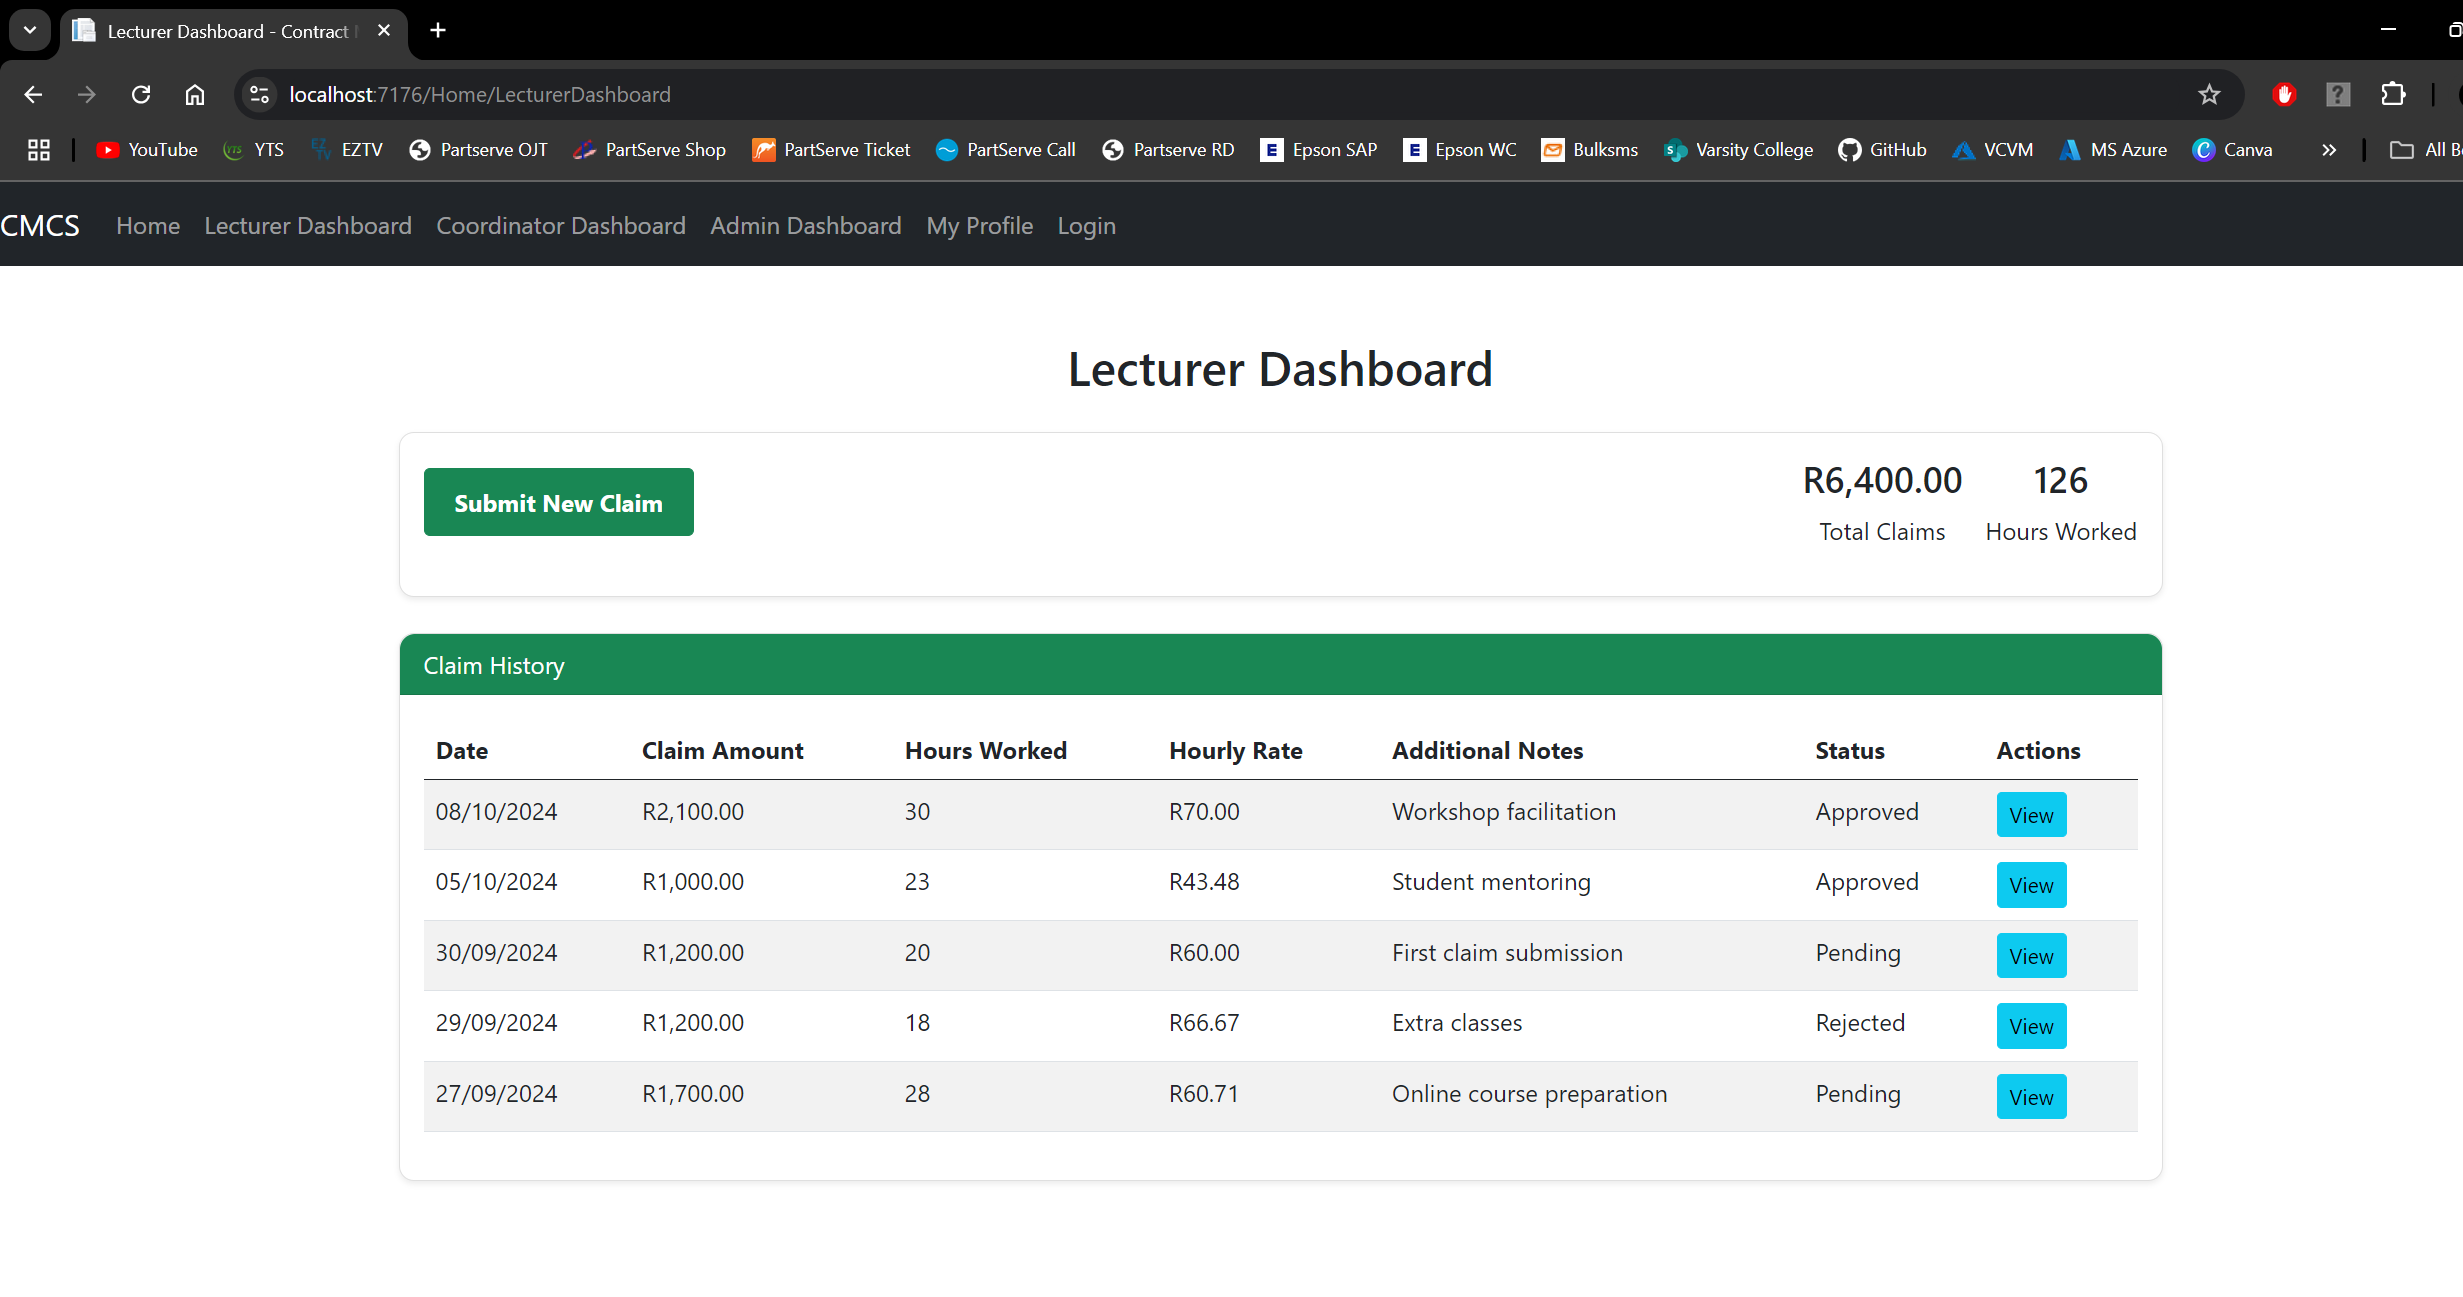 Lecturer Dashboard - Contract
localhost:7176/Home/LecturerDashboard
YouTube YTS EZTV Partserve OJT PartServe Shop PartServe Ticket PartServe Call Partserve RD Epson SAP Epson WC Bulksms Varsity College GitHub VCVM MS Azure Canva All B
CMCS Home Lecturer Dashboard Coordinator Dashboard Admin Dashboard My Profile Login
Lecturer Dashboard
Submit New Claim
R6,400.00 126
Total Claims Hours Worked
Claim History
Date Claim Amount Hours Worked Hourly Rate Additional Notes Status Actions
08/10/2024 R2,100.00 30 R70.00 Workshop facilitation Approved View
05/10/2024 R1,000.00 23 R43.48 Student mentoring Approved View
30/09/2024 R1,200.00 20 R60.00 First claim submission Pending View
29/09/2024 R1,200.00 18 R66.67 Extra classes Rejected View
27/09/2024 R1,700.00 28 R60.71 Online course preparation Pending View